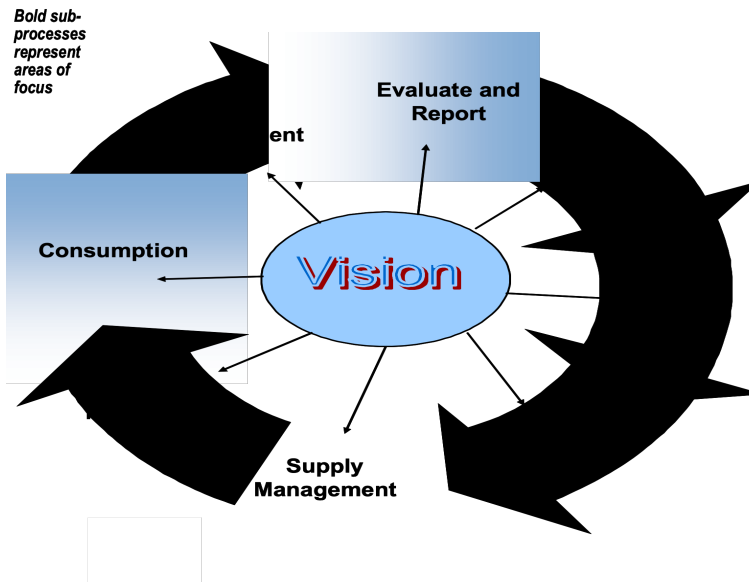 Bold sub-
processes
represent
areas of
focus
Evaluate and
Report
ent
Consumption
Vision
Supply
Management